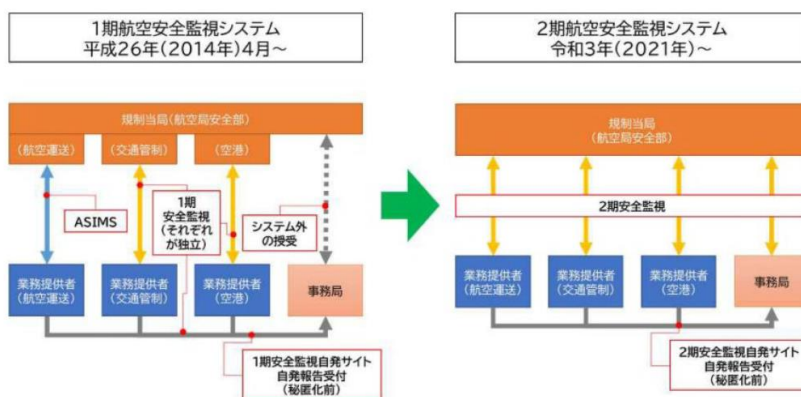 1期航空安全監視システム
平成26年(2014年)4月~
規制当局(航空局安全部)
(航空運送)
(交通管制)
(空港)
ASIMS
1期
安全監視
(それぞれ
が独立)
システム外
の授受
業務提供者
(航空運送)
業務提供者
(交通管制)
業務提供者
(空港)
事務局
1期安全監視自発サイト
自発報告受付
(秘匿化前)
2期航空安全監視システム
令和3年(2021年)~
規制当局
(航空局安全部)
2期安全監視
業務提供者
(航空運送)
業務提供者
(交通管制)
業務提供者
(空港)
事務局
2期安全監視自発サイト
自発報告受付
(秘匿化前)